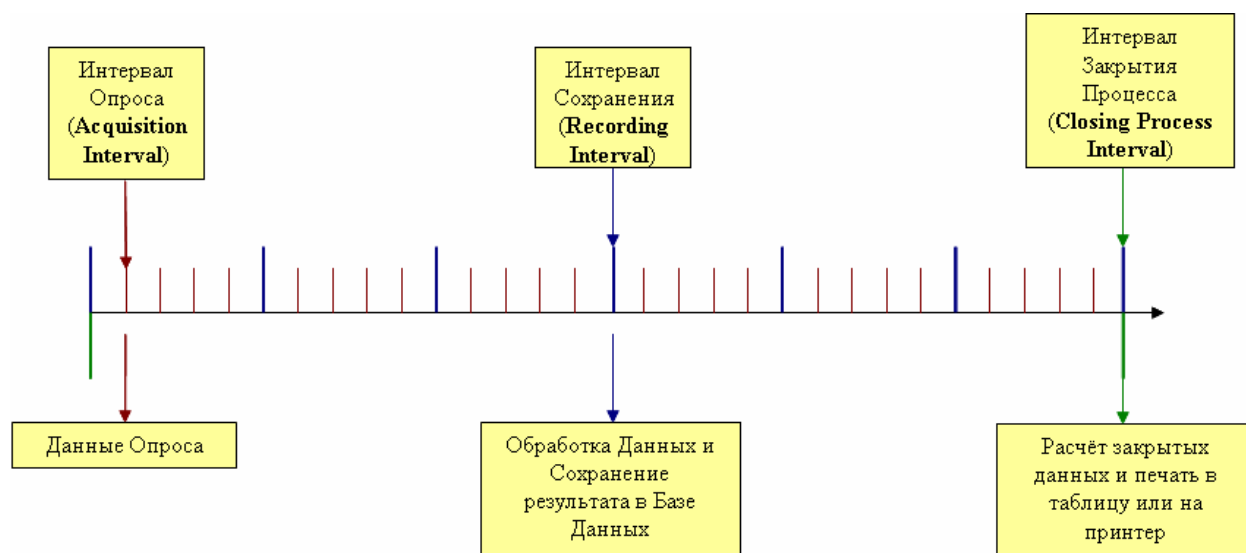 Интервал
Опроса
(Acquisition
Interval)
Интервал
Сохранения
(Recording
Interval)
Интервал
Закрытия
Процесса
(Closing Process
Interval)
Данные Опроса
Обработка Данных и
Сохранение
результата в Базе
Данных
Расчёт закрытых
данных и печать в
таблицу или на
принтер